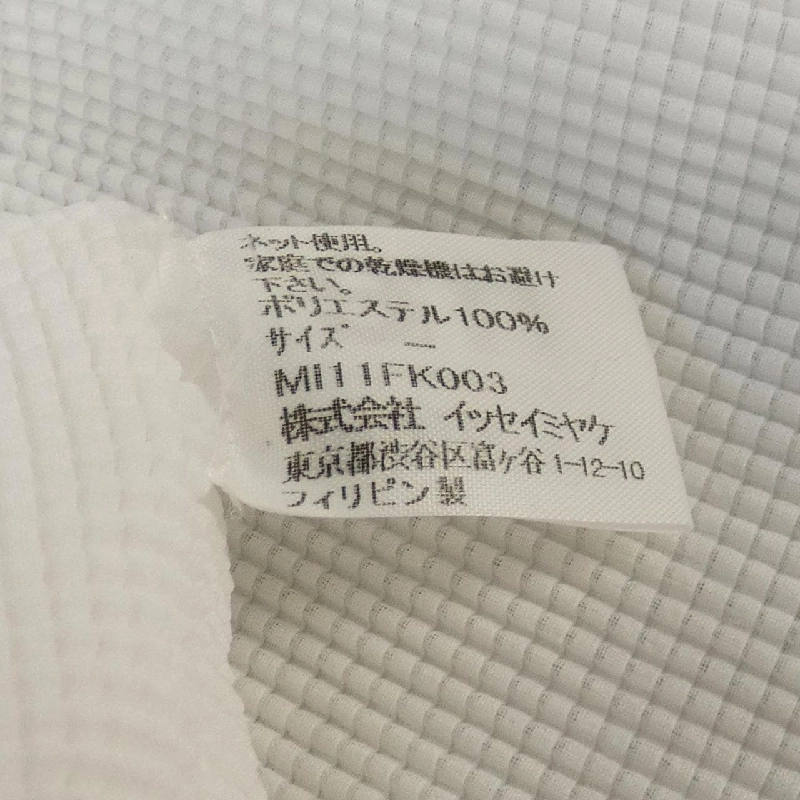 ネット使用。
家庭での乾燥機はお避け
下さい。
ポリエステル100%
サイズ ―
MI11FK003
株式会社 イッセイミヤケ
東京都渋谷区富ヶ谷1-12-10
フィリピン製